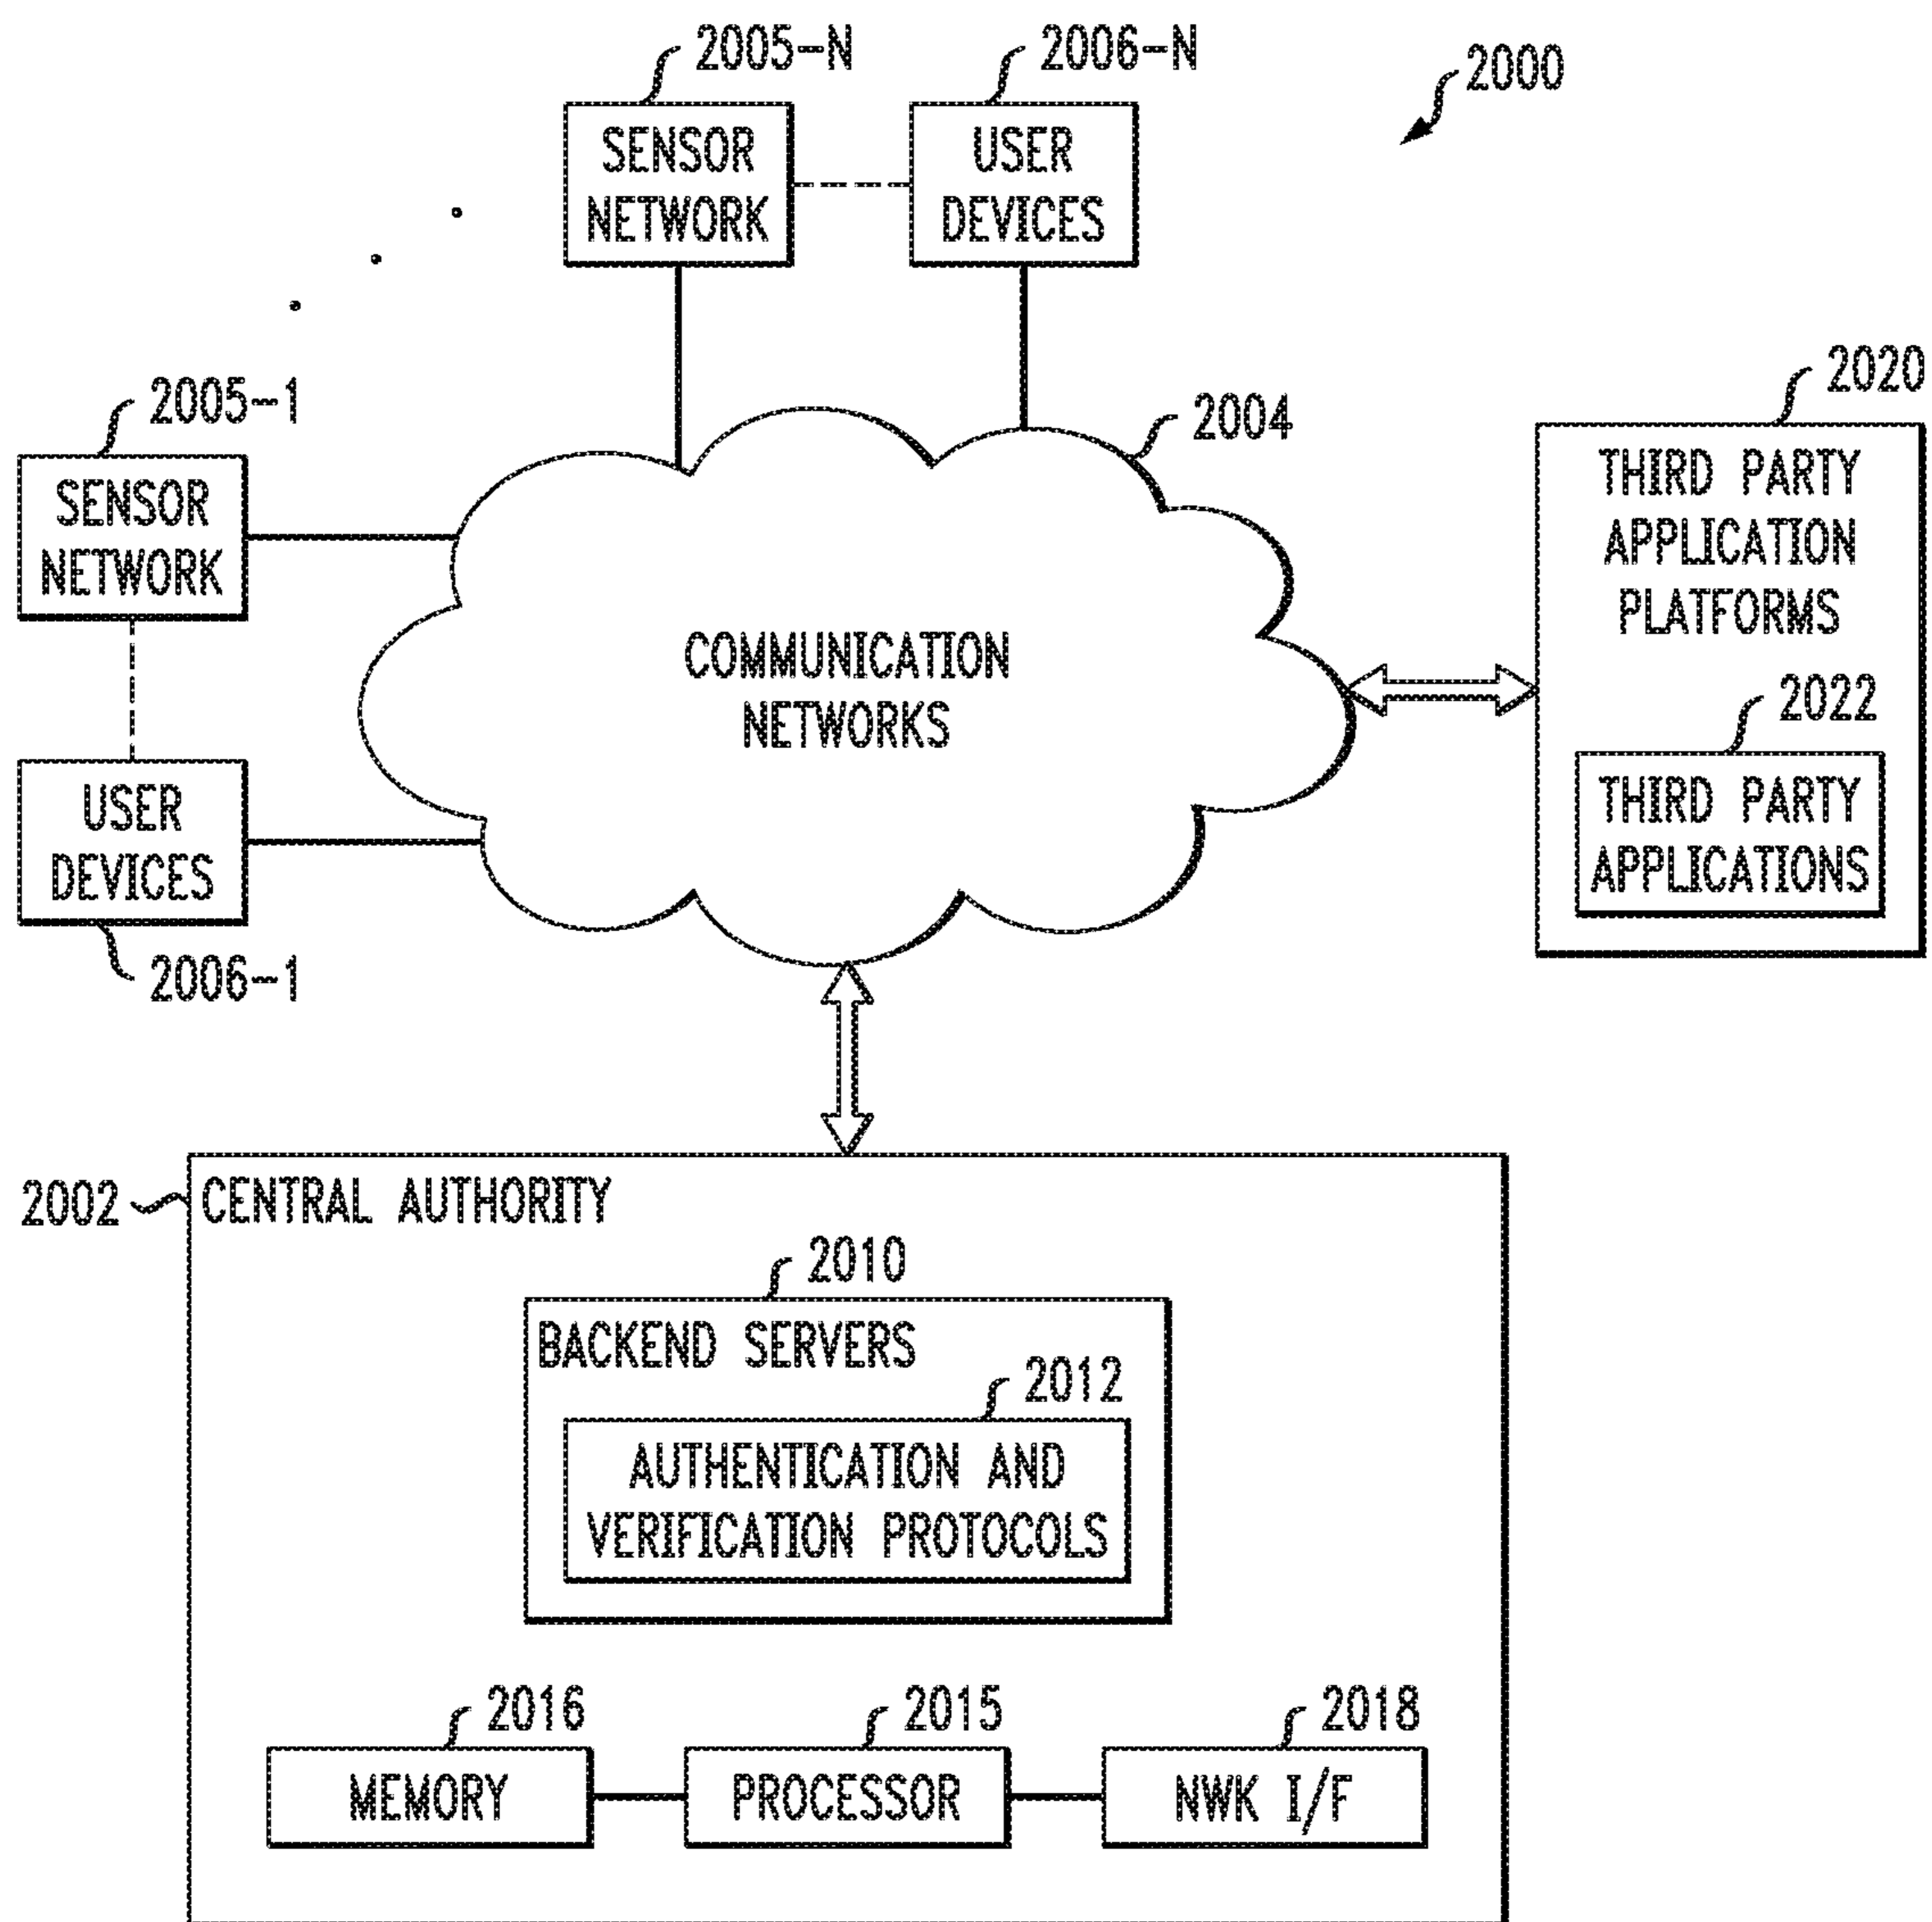 2005-N
2006-N
2000
SENSOR
NETWORK
USER
DEVICES
2005-1
SENSOR
NETWORK
USER
DEVICES
2006-1
2004
COMMUNICATION
NETWORKS
2020
THIRD PARTY
APPLICATION
PLATFORMS
2022
THIRD PARTY
APPLICATIONS
2002
CENTRAL AUTHORITY
2010
BACKEND SERVERS
2012
AUTHENTICATION AND
VERIFICATION PROTOCOLS
2016
MEMORY
2015
PROCESSOR
2018
NWK I/F